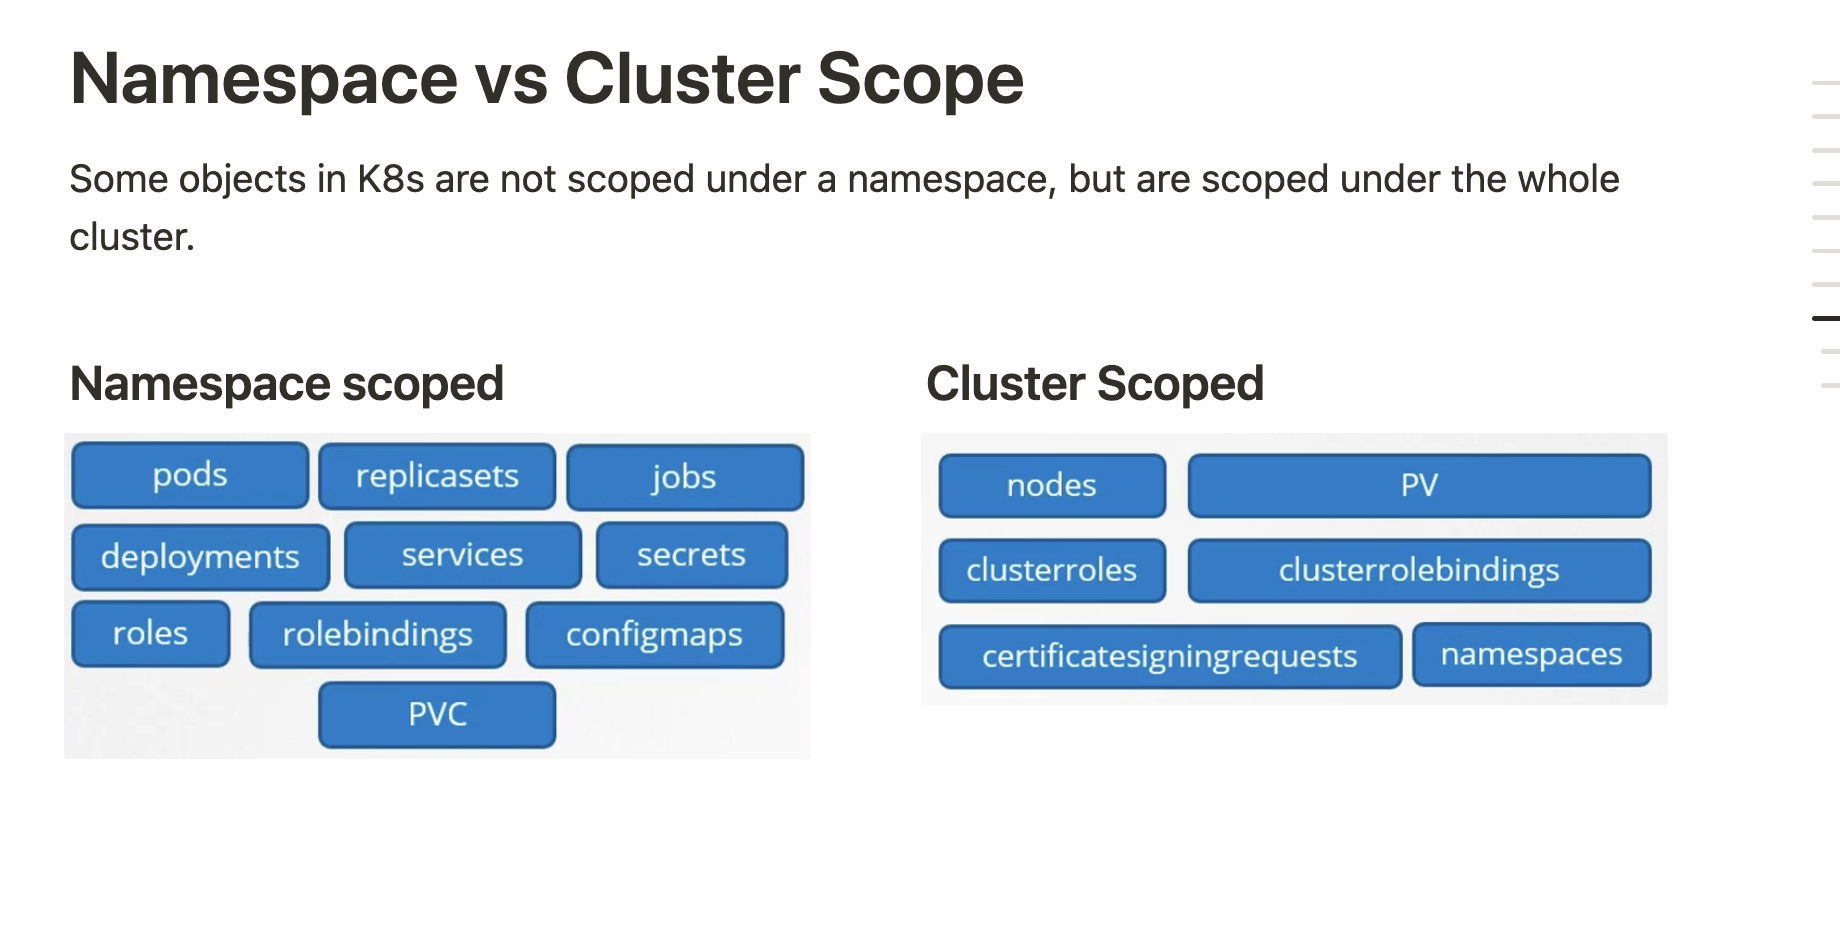 Namespace vs Cluster Scope
Some objects in K8s are not scoped under a namespace, but are scoped under the whole
cluster.
Namespace scoped
pods replicasets jobs
deployments services secrets
roles rolebindings configmaps
PVC
Cluster Scoped
nodes PV
clusterroles clusterrolebindings
certificatesigningrequests namespaces